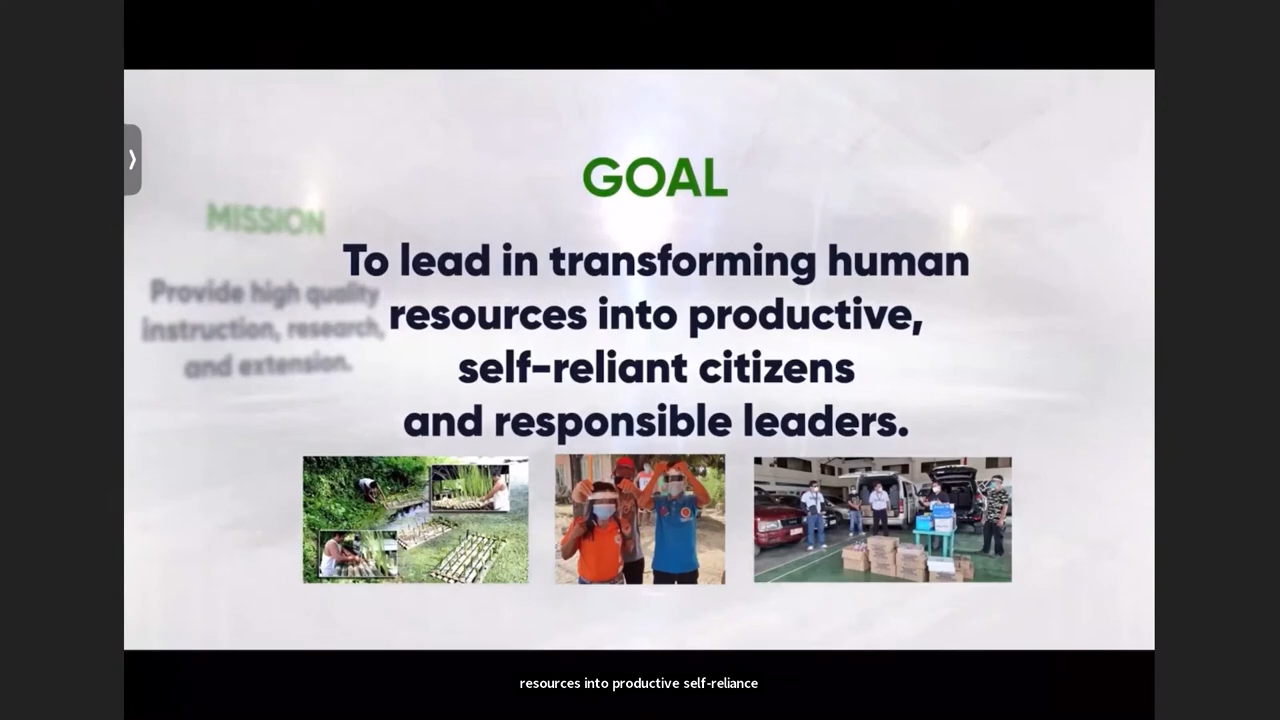 GOAL
To lead in transforming human
resources into productive,
self-reliant citizens
and responsible leaders.
MISSION
Provide high quality
instruction, research,
and extension.
resources into productive self-reliance